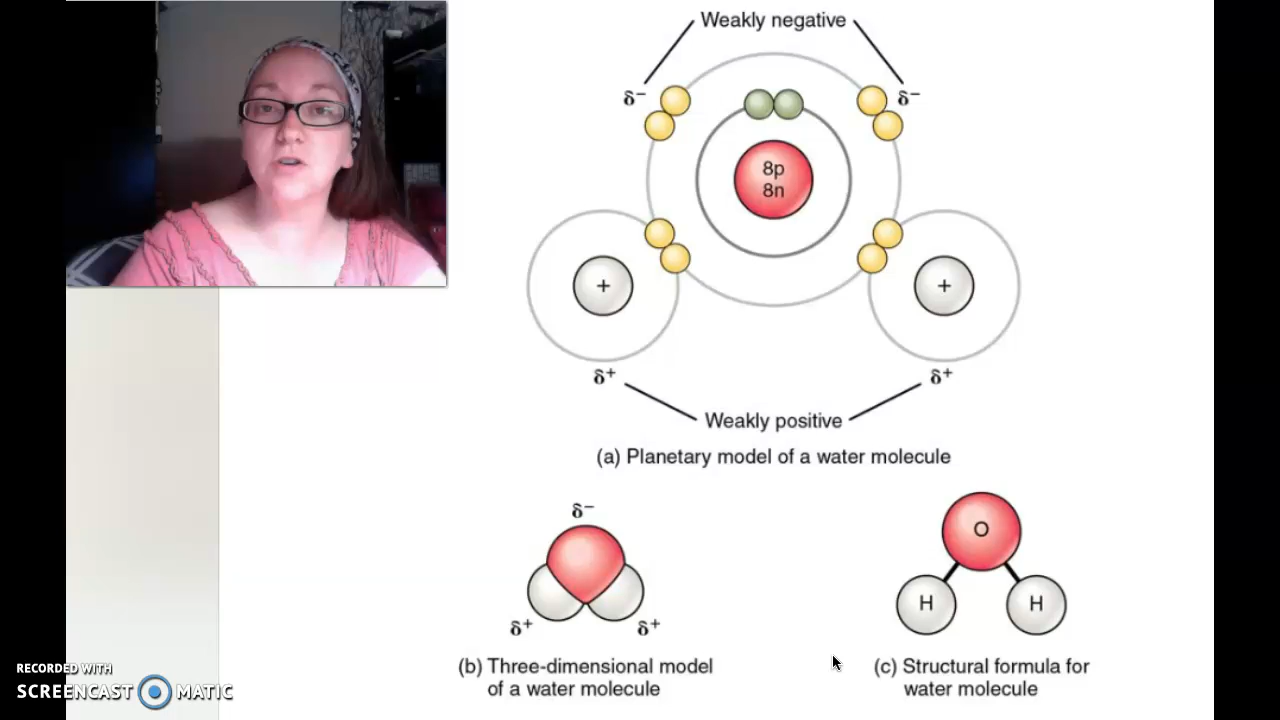 Weakly negative
δ⁻
δ⁻
8p
8n
+
+
δ⁺
δ⁺
Weakly positive
(a) Planetary model of a water molecule
δ⁻
O
H
H
δ⁺
δ⁺
(b) Three-dimensional model
of a water molecule
(c) Structural formula for
water molecule
RECORDED WITH
SCREENCAST MATIC